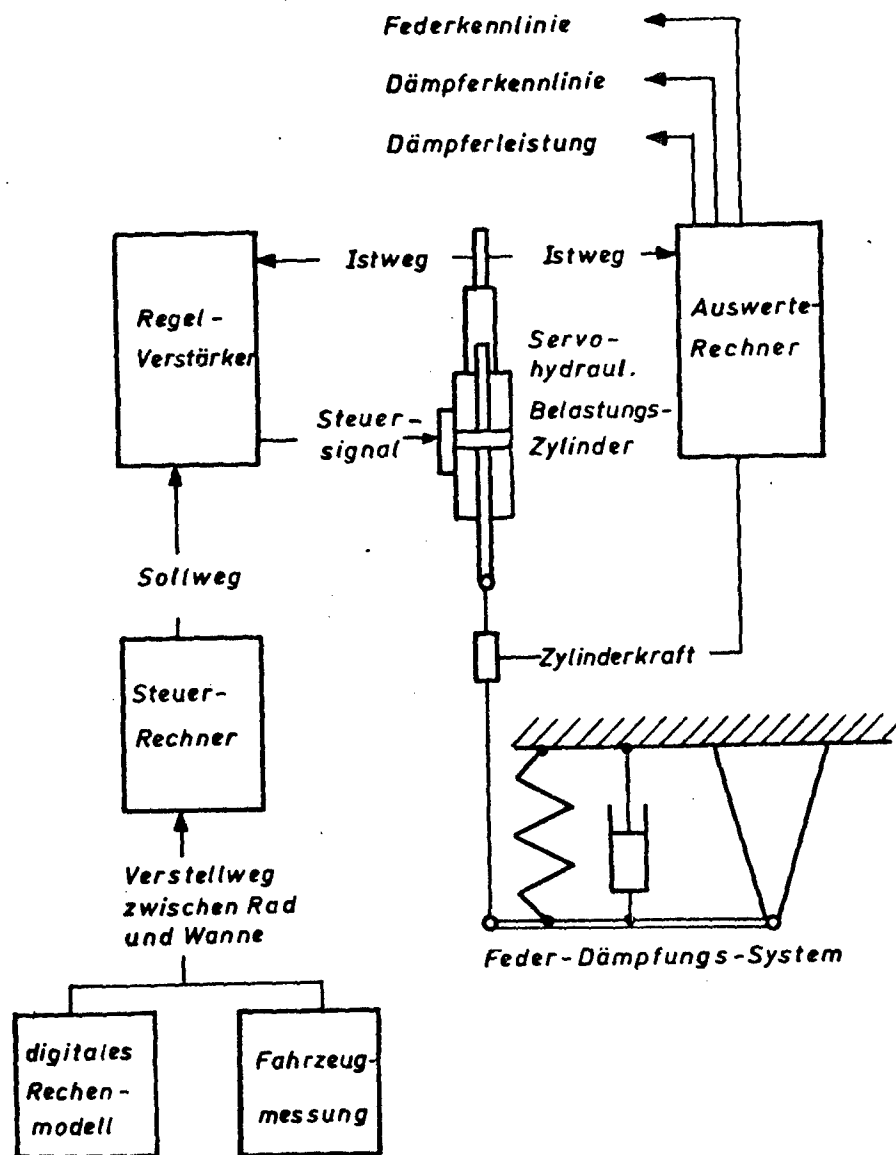 Federkennlinie
Dämpferkennlinie
Dämpferleistung
Istweg
Istweg
Regel-
Verstärker
Auswerte-
Rechner
Servo-
hydraul.
Belastungs-
Zylinder
Steuer-
signal
Sollweg
Zylinderkraft
Steuer-
Rechner
Verstellweg
zwischen Rad
und Wanne
Feder-Dämpfungs-System
digitales
Rechen-
modell
Fahrzeug-
messung